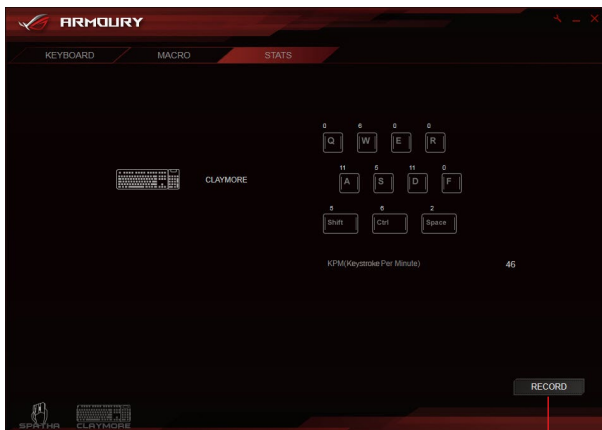 ARMOURY
KEYBOARD MACRO STATS
0 6 0 0
Q W E R
CLAYMORE
11 5 11 0
A S D F
5 6 2
Shift Ctrl Space
KPM(Keystroke Per Minute) 46
RECORD
SPATHA CLAYMORE